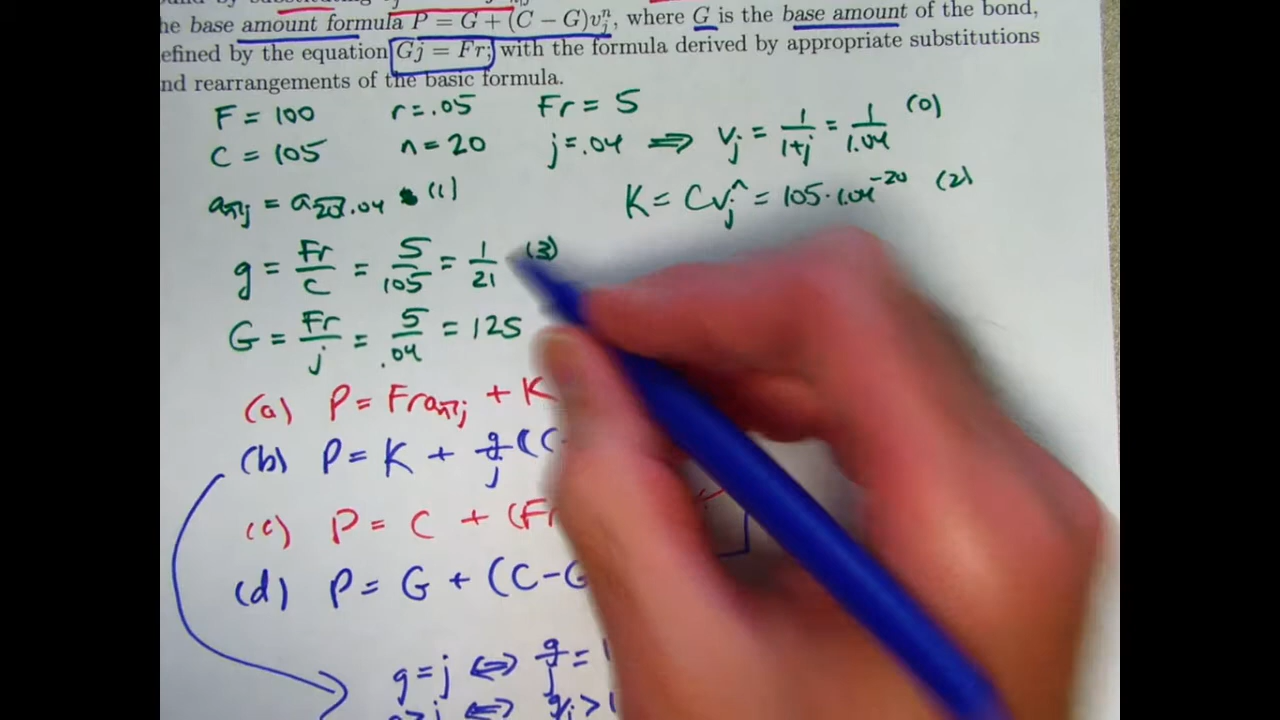 the base amount formula P = G + (C − G)v_j^n, where G is the base amount of the bond,
efined by the equation Gj = Fr; with the formula derived by appropriate substitutions
nd rearrangements of the basic formula.
F = 100 r = .05 Fr = 5
C = 105 n = 20 j = .04 ⟹ v_j = 1/(1+j) = 1/1.04 (0)
a_n̅|j = a_20̅|.04 (1) K = Cv_j^n = 105 · 1.04^-20 (2)
g = Fr/C = 5/105 = 1/21 (3)
G = Fr/j = 5/.04 = 125
(a) P = Fra_n̅|j + K
(b) P = K + g/j (C
(c) P = C + (Fr
(d) P = G + (C-G
g = j ⟺ g/j = 1
g > j ⟺ g/j > 1